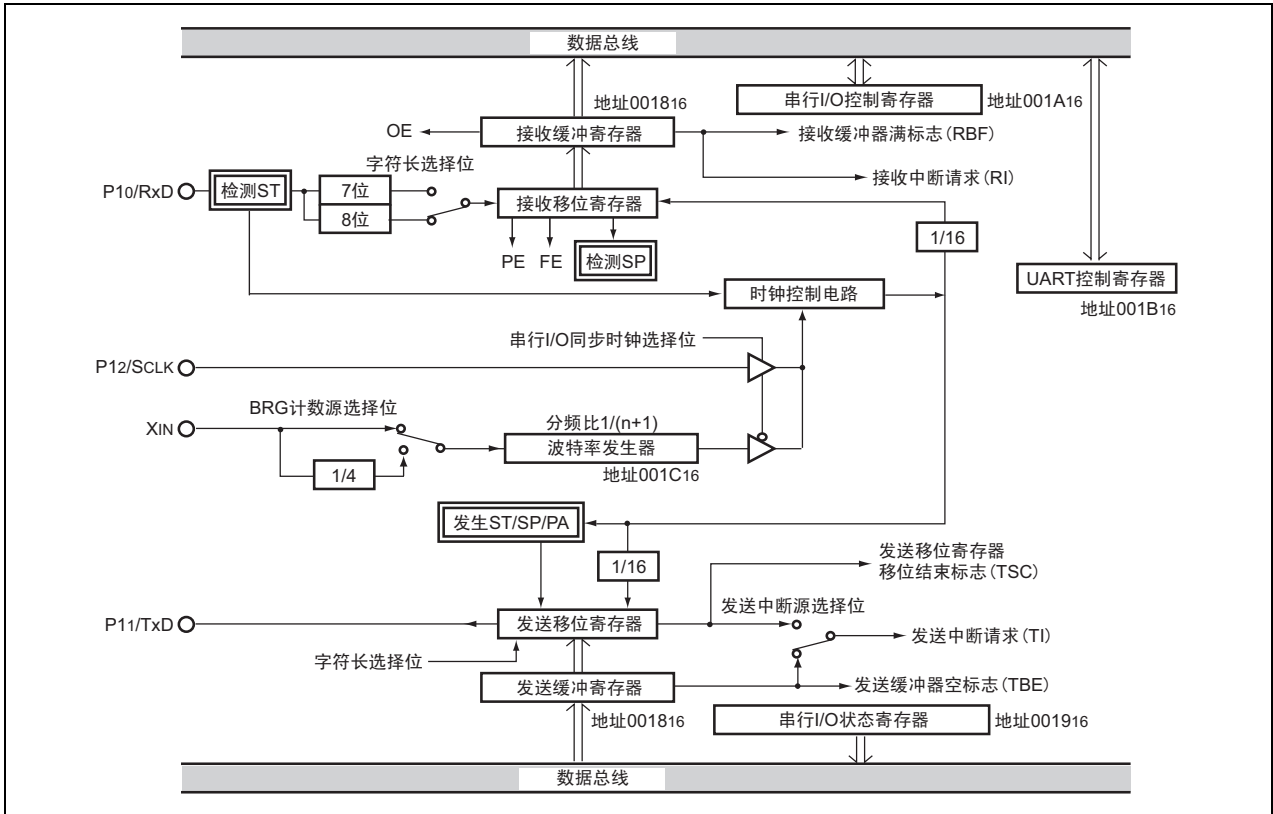 数据总线
串行I/O控制寄存器
地址001A16
地址001816
OE
接收缓冲寄存器
接收缓冲器满标志(RBF)
字符长选择位
接收中断请求(RI)
P10/RxD
检测ST
7位
8位
接收移位寄存器
1/16
PE
FE
检测SP
UART控制寄存器
地址001B16
时钟控制电路
串行I/O同步时钟选择位
P12/SCLK
BRG计数源选择位
XIN
分频比1/(n+1)
波特率发生器
1/4
地址001C16
发生ST/SP/PA
1/16
发送移位寄存器
移位结束标志(TSC)
发送中断源选择位
P11/TxD
发送移位寄存器
发送中断请求(TI)
字符长选择位
发送缓冲寄存器
发送缓冲器空标志(TBE)
地址001816
串行I/O状态寄存器
地址001916
数据总线